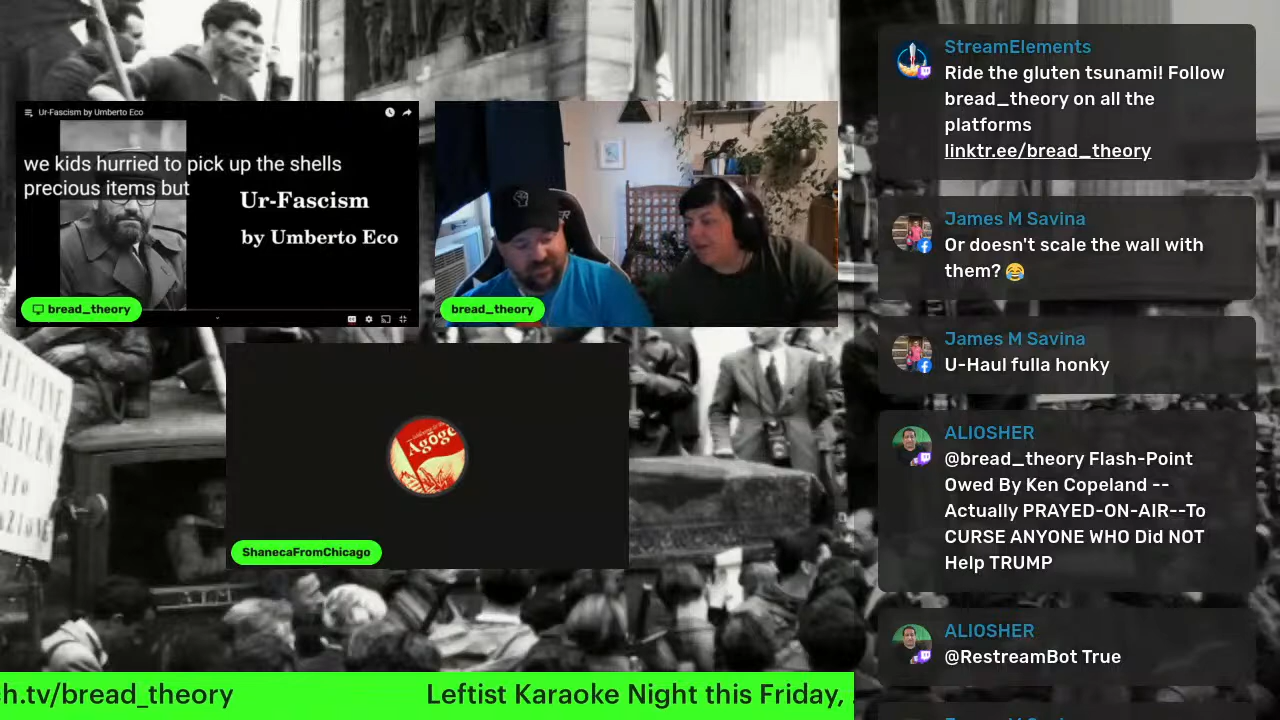 Ur-Fascism by Umberto Eco
we kids hurried to pick up the shells
precious items but
Ur-Fascism
by Umberto Eco
bread_theory
bread_theory
Agōge
ShanecaFromChicago
h.tv/bread_theory
Leftist Karaoke Night this Friday,
StreamElements
Ride the gluten tsunami! Follow
bread_theory on all the
platforms
linktr.ee/bread_theory
James M Savina
Or doesn't scale the wall with
them? 😂
James M Savina
U-Haul fulla honky
ALIOSHER
@bread_theory Flash-Point
Owed By Ken Copeland --
Actually PRAYED-ON-AIR--To
CURSE ANYONE WHO Did NOT
Help TRUMP
ALIOSHER
@RestreamBot True